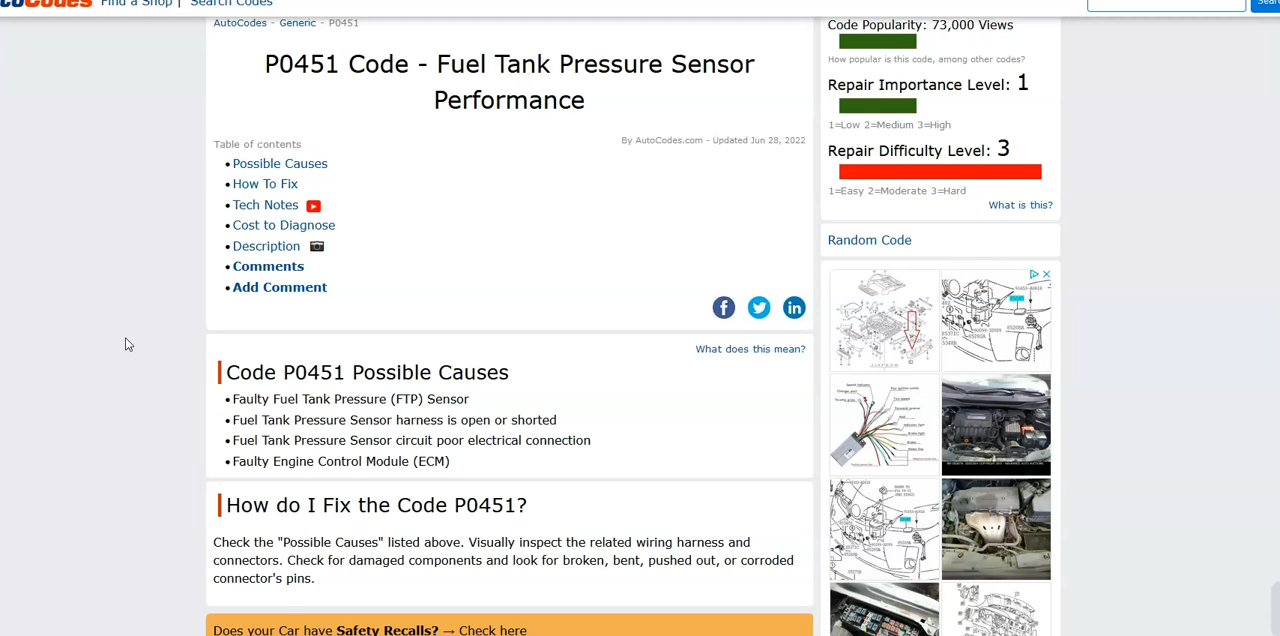 Find a Shop | Search Codes
AutoCodes - Generic - P0451
P0451 Code - Fuel Tank Pressure Sensor
Performance
Table of contents
By AutoCodes.com - Updated Jun 28, 2022
Possible Causes
How To Fix
Tech Notes
Cost to Diagnose
Description
Comments
Add Comment
What does this mean?
Code P0451 Possible Causes
Faulty Fuel Tank Pressure (FTP) Sensor
Fuel Tank Pressure Sensor harness is open or shorted
Fuel Tank Pressure Sensor circuit poor electrical connection
Faulty Engine Control Module (ECM)
How do I Fix the Code P0451?
Check the "Possible Causes" listed above. Visually inspect the related wiring harness and
connectors. Check for damaged components and look for broken, bent, pushed out, or corroded
connector's pins.
Does your Car have Safety Recalls? → Check here
Code Popularity: 73,000 Views
How popular is this code, among other codes?
Repair Importance Level: 1
1=Low 2=Medium 3=High
Repair Difficulty Level: 3
1=Easy 2=Moderate 3=Hard
What is this?
Random Code